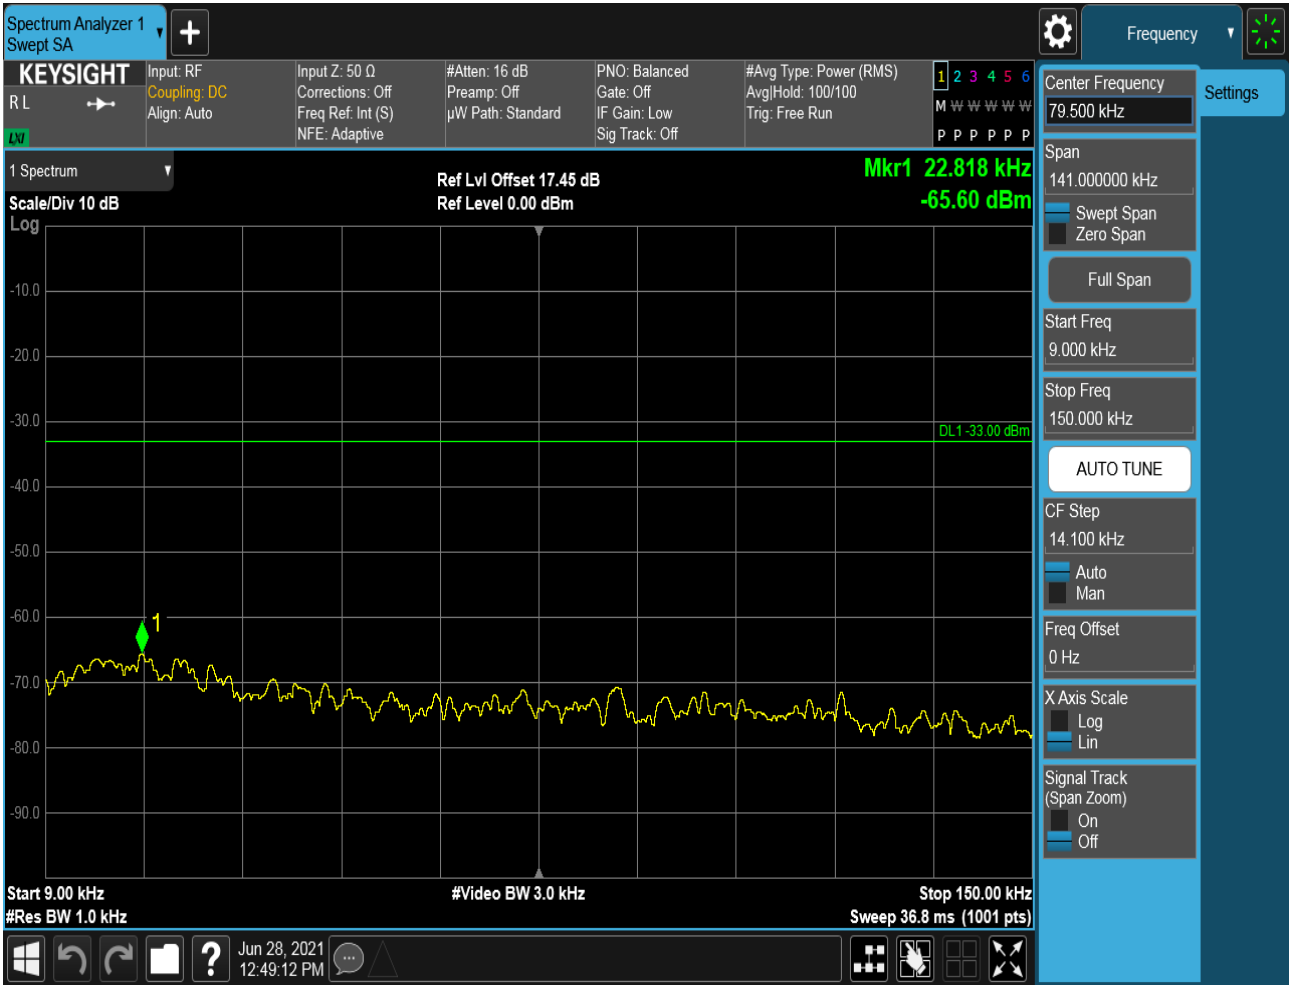 Spectrum Analyzer 1
Swept SA
Frequency
KEYSIGHT
R L
LXI
Input: RF
Coupling: DC
Align: Auto
Input Z: 50 Ω
Corrections: Off
Freq Ref: Int (S)
NFE: Adaptive
#Atten: 16 dB
Preamp: Off
µW Path: Standard
PNO: Balanced
Gate: Off
IF Gain: Low
Sig Track: Off
#Avg Type: Power (RMS)
Avg|Hold: 100/100
Trig: Free Run
1 2 3 4 5 6
M W W W W W
P P P P P P
1 Spectrum
Scale/Div 10 dB
Log
Ref Lvl Offset 17.45 dB
Ref Level 0.00 dBm
Mkr1 22.818 kHz
-65.60 dBm
-10.0
-20.0
-30.0
DL1 -33.00 dBm
-40.0
-50.0
-60.0
1
-70.0
-80.0
-90.0
Start 9.00 kHz
#Res BW 1.0 kHz
#Video BW 3.0 kHz
Stop 150.00 kHz
Sweep 36.8 ms (1001 pts)
Center Frequency
79.500 kHz
Settings
Span
141.000000 kHz
Swept Span
Zero Span
Full Span
Start Freq
9.000 kHz
Stop Freq
150.000 kHz
AUTO TUNE
CF Step
14.100 kHz
Auto
Man
Freq Offset
0 Hz
X Axis Scale
Log
Lin
Signal Track
(Span Zoom)
On
Off
?
Jun 28, 2021
12:49:12 PM